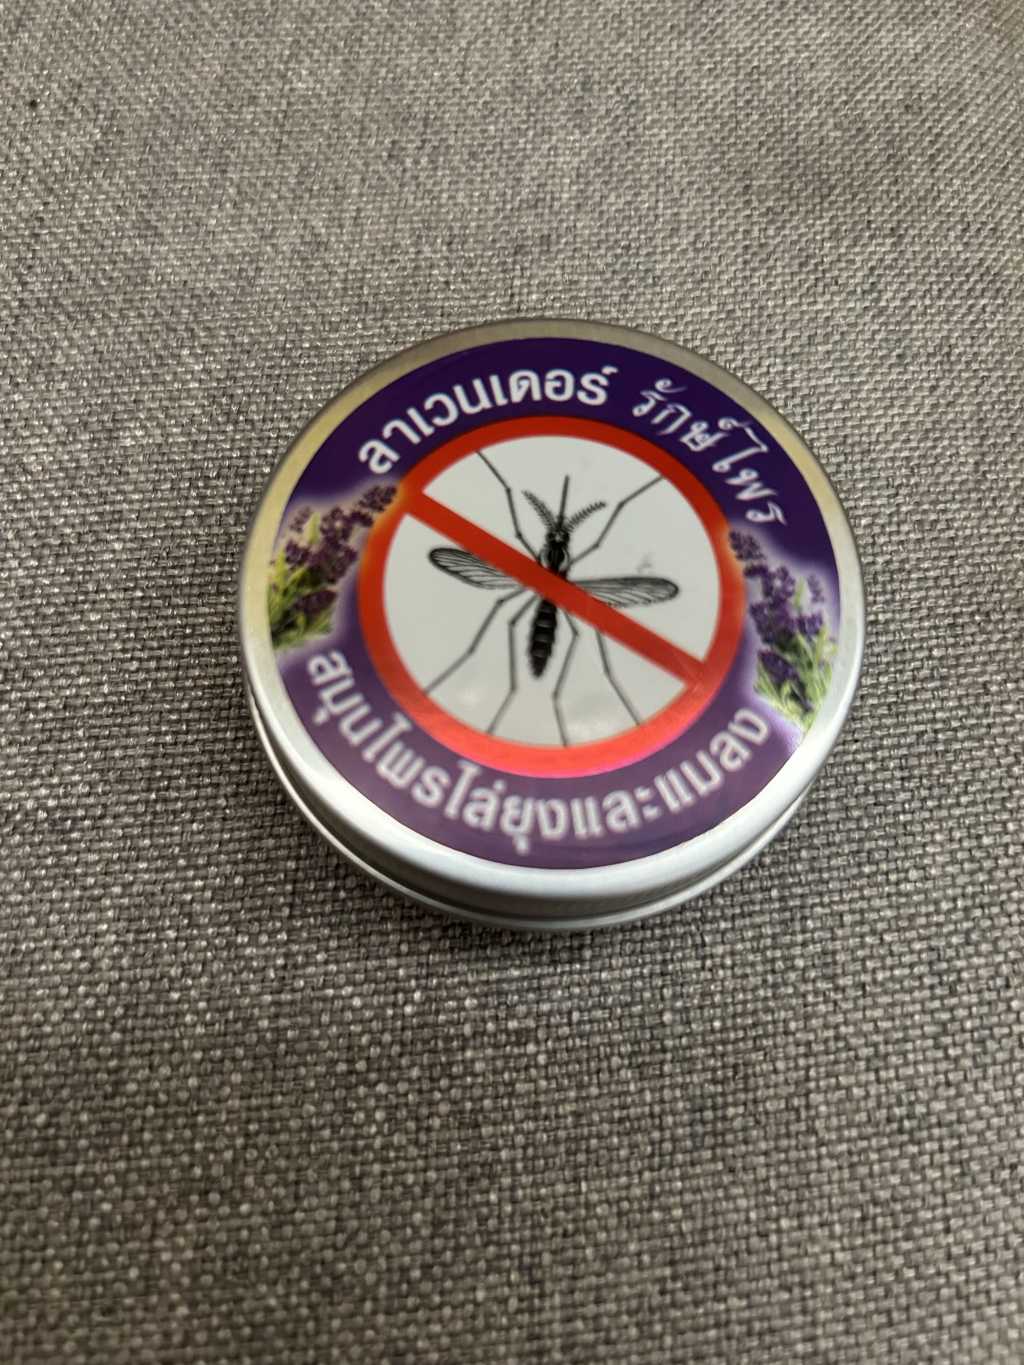 ลาเวนเดอร์ รักษ์ไพร
สมุนไพรไล่ยุงและแมลง